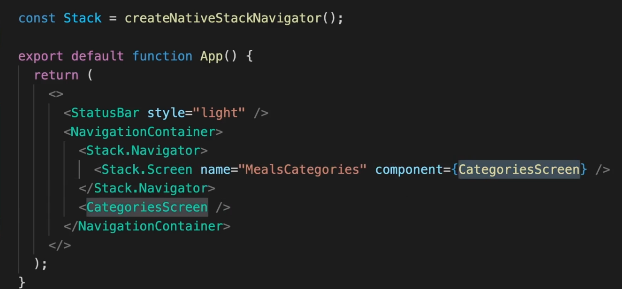 const Stack = createNativeStackNavigator();
export default function App() {
return (
<>
<StatusBar style="light" />
<NavigationContainer>
<Stack.Navigator>
<Stack.Screen name="MealsCategories" component={CategoriesScreen} />
</Stack.Navigator>
<CategoriesScreen />
</NavigationContainer>
</>
);
}